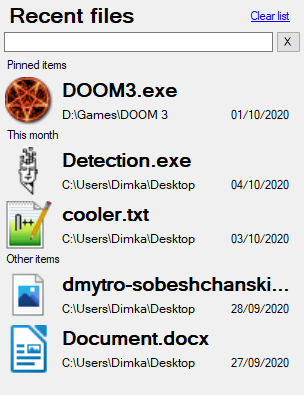 Recent files
Clear list
X
Pinned items
DOOM3.exe
D:\Games\DOOM 3 01/10/2020
This month
Detection.exe
C:\Users\Dimka\Desktop 04/10/2020
n++
cooler.txt
C:\Users\Dimka\Desktop 03/10/2020
Other items
dmytro-sobeshchanski...
C:\Users\Dimka\Desktop 28/09/2020
Document.docx
C:\Users\Dimka\Desktop 27/09/2020